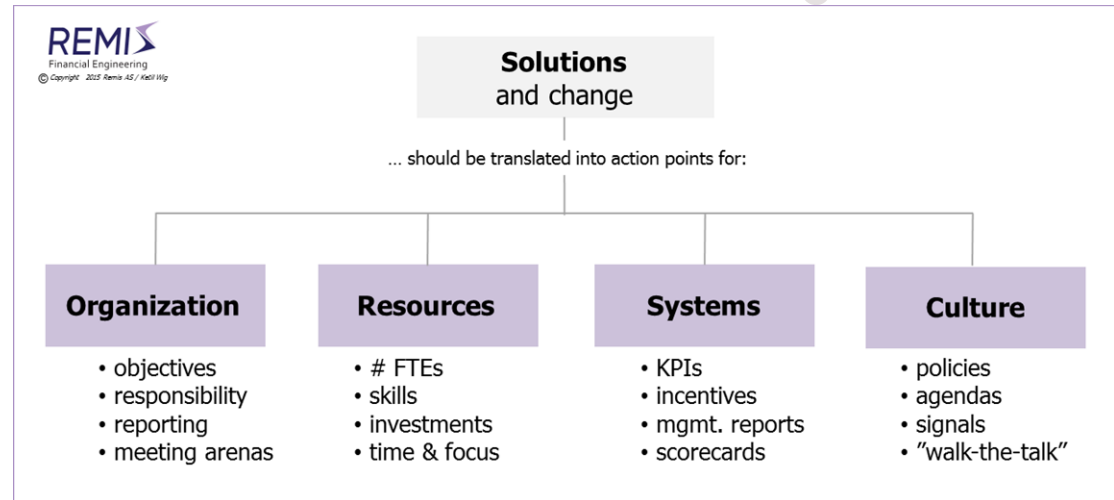 REMIS
Financial Engineering
© Copyright 2015 Remis AS / Ketil Wig
Solutions
and change
... should be translated into action points for:
Organization
• objectives
• responsibility
• reporting
• meeting arenas
Resources
• # FTEs
• skills
• investments
• time & focus
Systems
• KPIs
• incentives
• mgmt. reports
• scorecards
Culture
• policies
• agendas
• signals
• ”walk-the-talk”